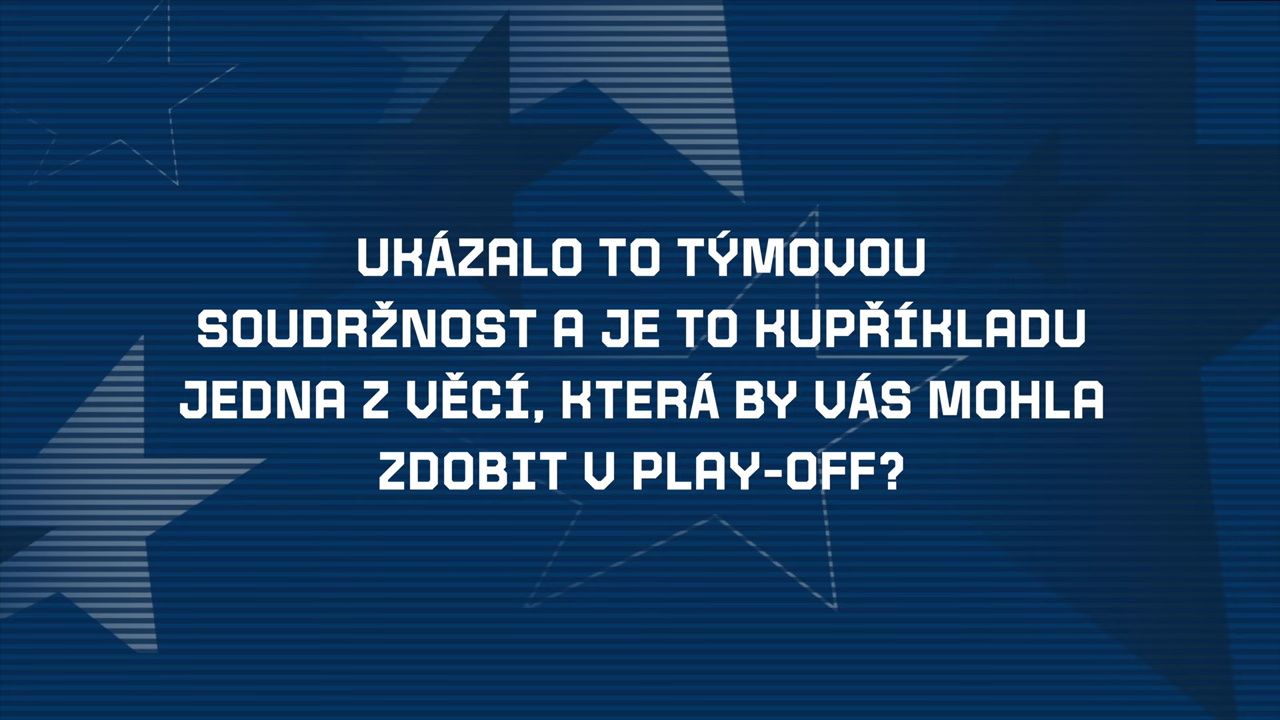 UKÁZALO TO TÝMOVOU
SOUDRŽNOST A JE TO KUPŘÍKLADU
JEDNA Z VĚCÍ, KTERÁ BY VÁS MOHLA
ZDOBIT V PLAY-OFF?